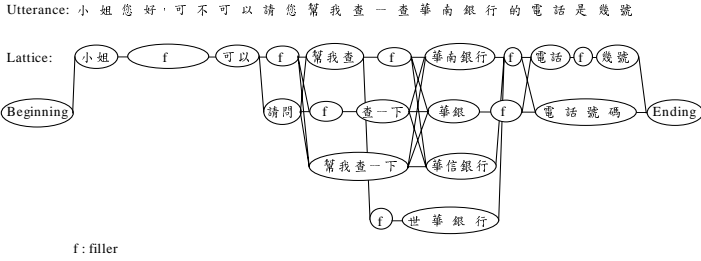 Utterance: 小 姐 您 好，可 不 可 以 請 您 幫 我 查 一 查 華 南 銀 行 的 電 話 是 幾 號
Lattice: 小姐 f 可以 f 幫我查 f 華南銀行 f 電話 f 幾號
Beginning 請問 f 查一下 華銀 f 電 話 號 碼 Ending
幫我查一下 華信銀行
f 世 華 銀 行
f : filler